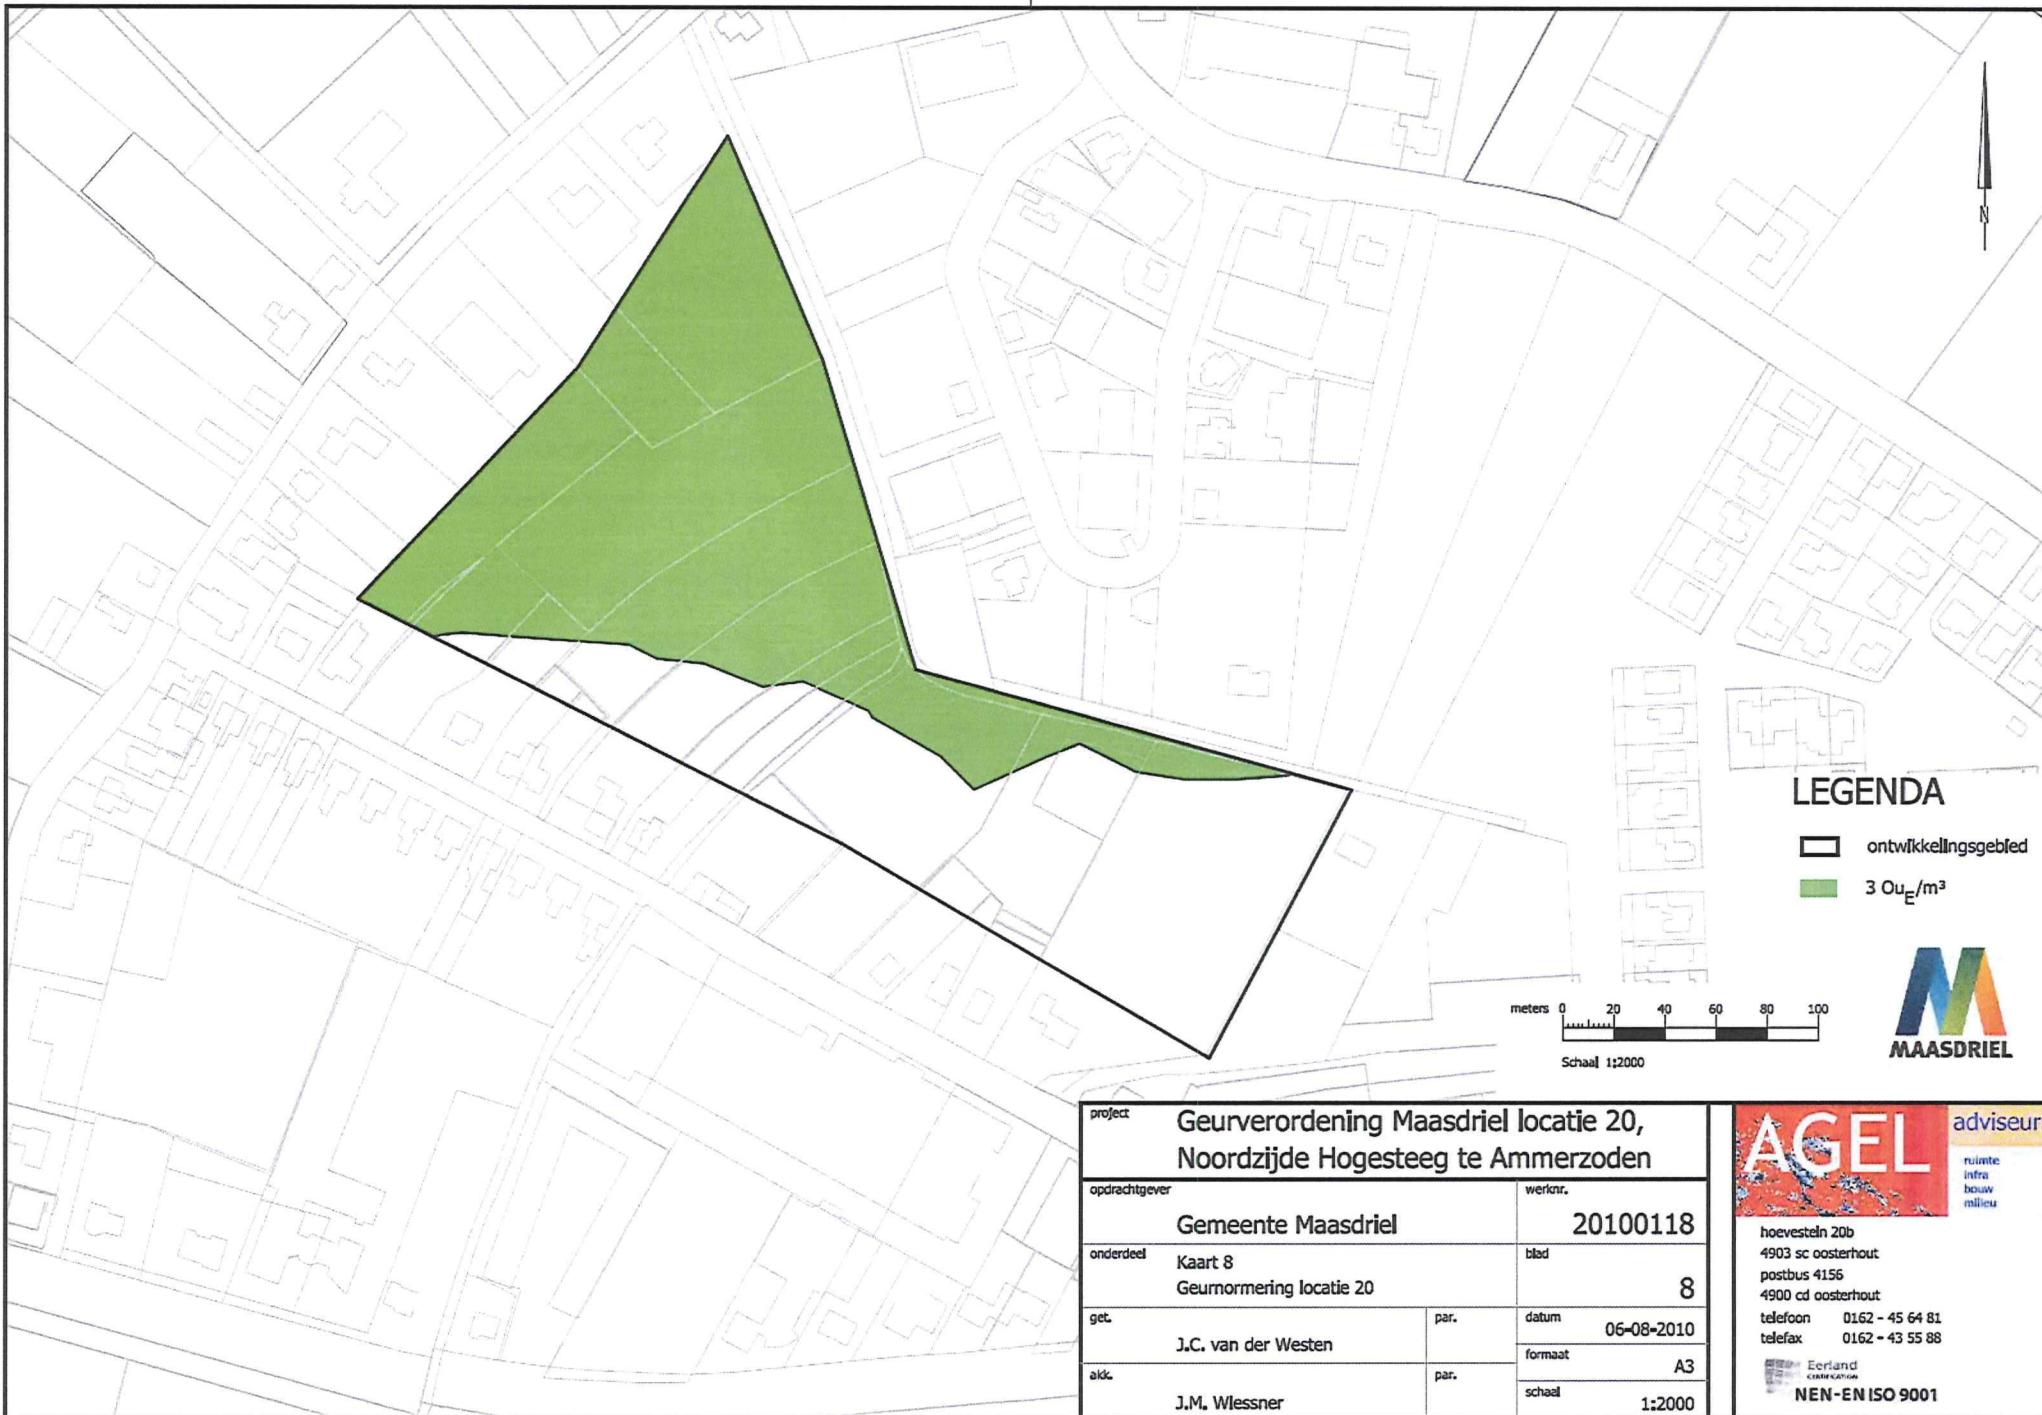 N
LEGENDA
ontwikkelingsgebied
3 OuE/m³
meters 0 20 40 60 80 100
Schaal 1:2000
MAASDRIEL
project
Geurverordening Maasdriel locatie 20,
Noordzijde Hogesteeg te Ammerzoden
opdrachtgever
Gemeente Maasdriel
werknr.
20100118
onderdeel
Kaart 8
Geurnormering locatie 20
blad
8
get.
J.C. van der Westen
par.
datum
06-08-2010
formaat
A3
akk.
J.M. Wiessner
par.
schaal
1:2000
AGEL
adviseur
ruimte
infra
bouw
milieu
hoevestein 20b
4903 sc oosterhout
postbus 4156
4900 cd oosterhout
telefoon 0162 - 45 64 81
telefax 0162 - 43 55 88
Eerland
CERTIFICATION
NEN-EN ISO 9001